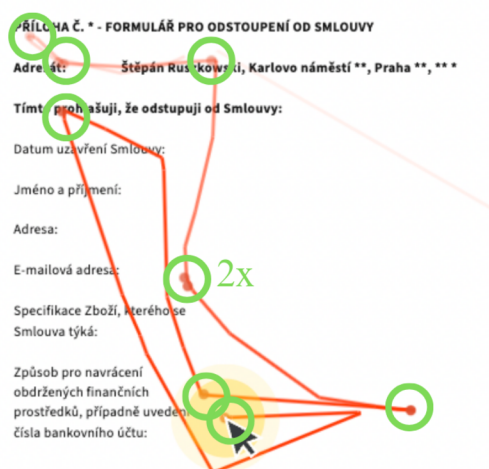 PŘÍLOHA Č. * - FORMULÁŘ PRO ODSTOUPENÍ OD SMLOUVY
Adresát: Štěpán Ruszkowski, Karlovo náměstí **, Praha **, ** *
Tímto prohlašuji, že odstupuji od Smlouvy:
Datum uzavření Smlouvy:
Jméno a příjmení:
Adresa:
E-mailová adresa:
2x
Specifikace Zboží, kterého se
Smlouva týká:
Způsob pro navrácení
obdržených finančních
prostředků, případně uvedení
čísla bankovního účtu: